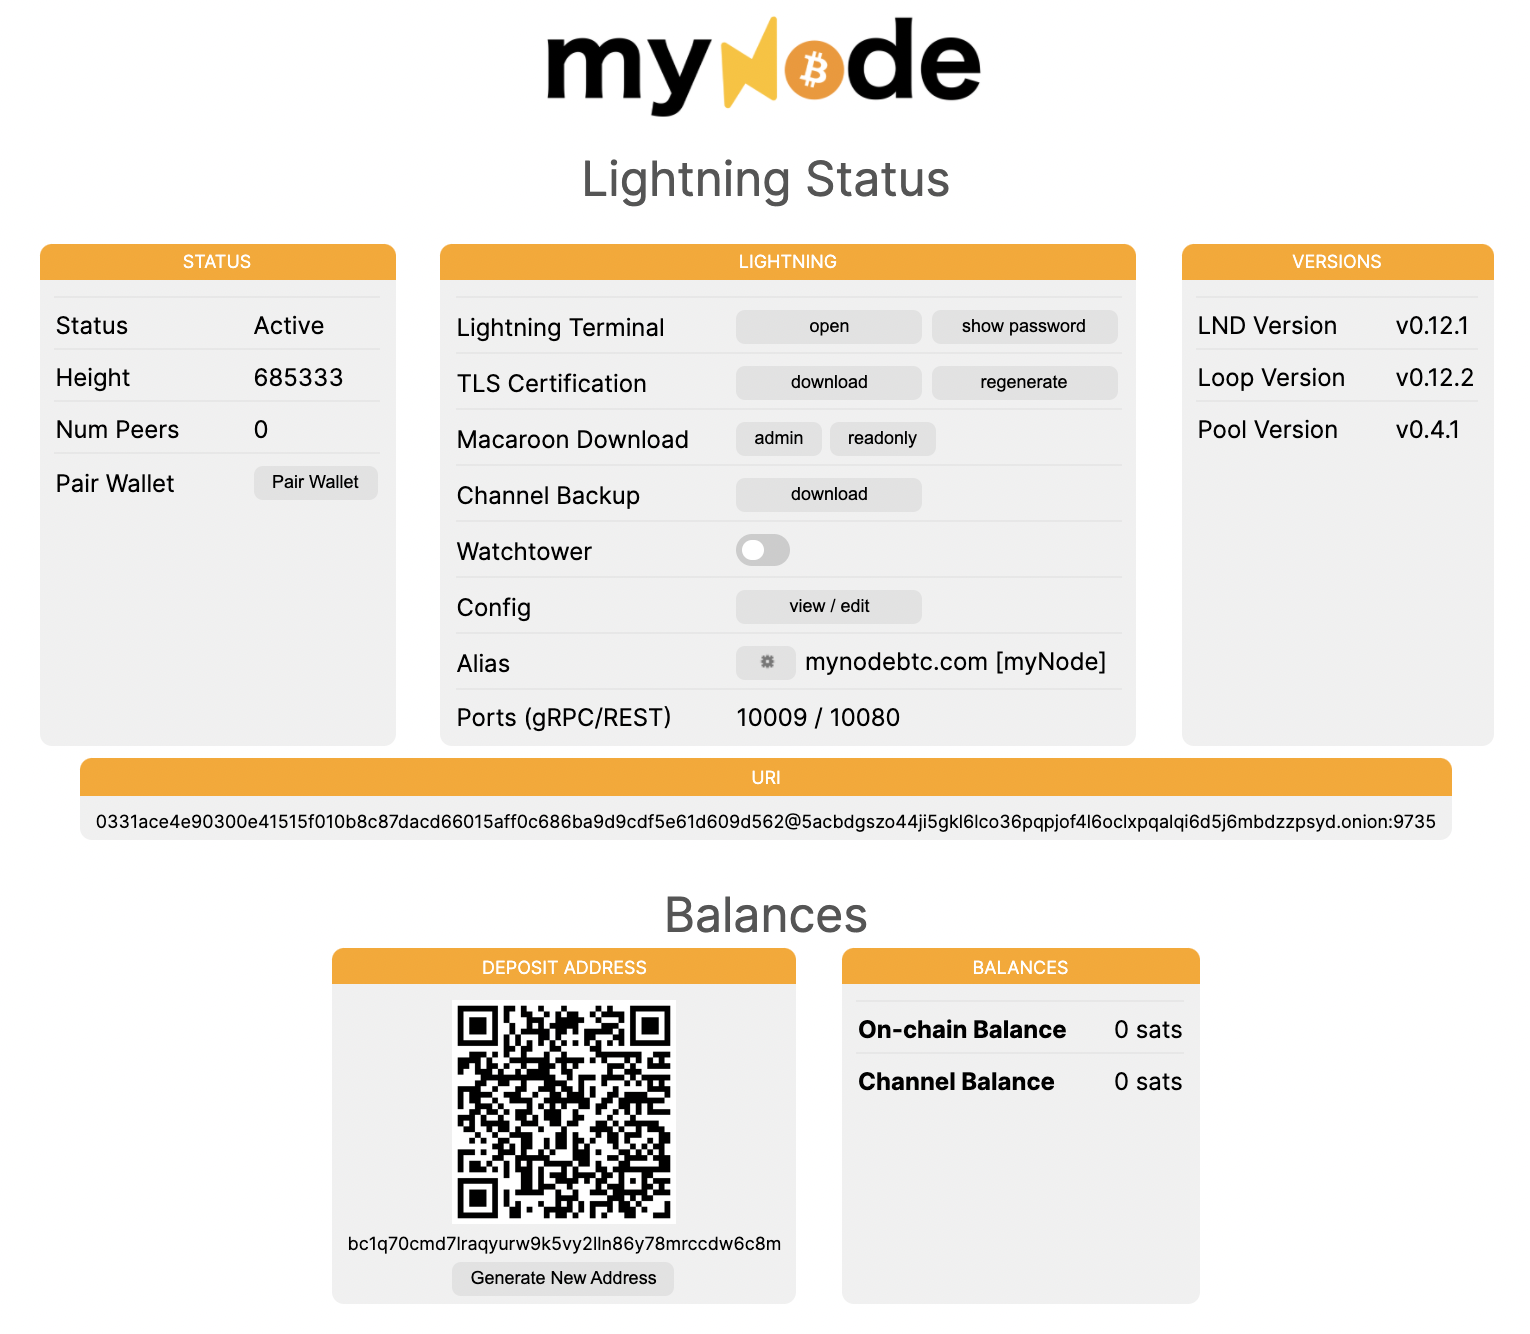 myNode
Lightning Status
STATUS
Status Active
Height 685333
Num Peers 0
Pair Wallet Pair Wallet
LIGHTNING
Lightning Terminal open show password
TLS Certification download regenerate
Macaroon Download admin readonly
Channel Backup download
Watchtower
Config view / edit
Alias mynodebtc.com [myNode]
Ports (gRPC/REST) 10009 / 10080
VERSIONS
LND Version v0.12.1
Loop Version v0.12.2
Pool Version v0.4.1
URI
0331ace4e90300e41515f010b8c87dacd66015aff0c686ba9d9cdf5e61d609d562@5acbdgszo44ji5gkl6lco36pqpjof4l6oclxpqalqi6d5j6mbdzzpsyd.onion:9735
Balances
DEPOSIT ADDRESS
bc1q70cmd7lraqyurw9k5vy2lln86y78mrccdw6c8m
Generate New Address
BALANCES
On-chain Balance 0 sats
Channel Balance 0 sats